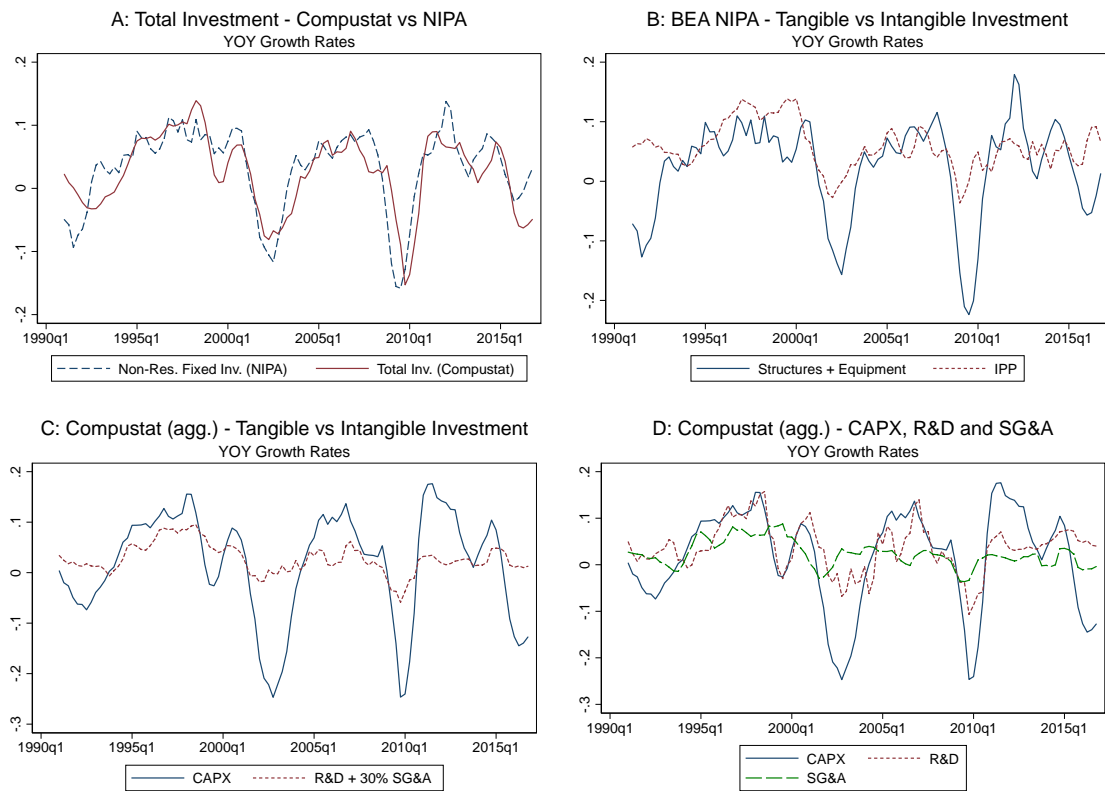 A: Total Investment - Compustat vs NIPA
YOY Growth Rates
.2
.1
0
-.1
-.2
1990q1 1995q1 2000q1 2005q1 2010q1 2015q1
Non-Res. Fixed Inv. (NIPA) Total Inv. (Compustat)
B: BEA NIPA - Tangible vs Intangible Investment
YOY Growth Rates
.2
.1
0
-.1
-.2
1990q1 1995q1 2000q1 2005q1 2010q1 2015q1
Structures + Equipment IPP
C: Compustat (agg.) - Tangible vs Intangible Investment
YOY Growth Rates
.2
.1
0
-.1
-.2
-.3
1990q1 1995q1 2000q1 2005q1 2010q1 2015q1
CAPX R&D + 30% SG&A
D: Compustat (agg.) - CAPX, R&D and SG&A
YOY Growth Rates
.2
.1
0
-.1
-.2
-.3
1990q1 1995q1 2000q1 2005q1 2010q1 2015q1
CAPX R&D
SG&A